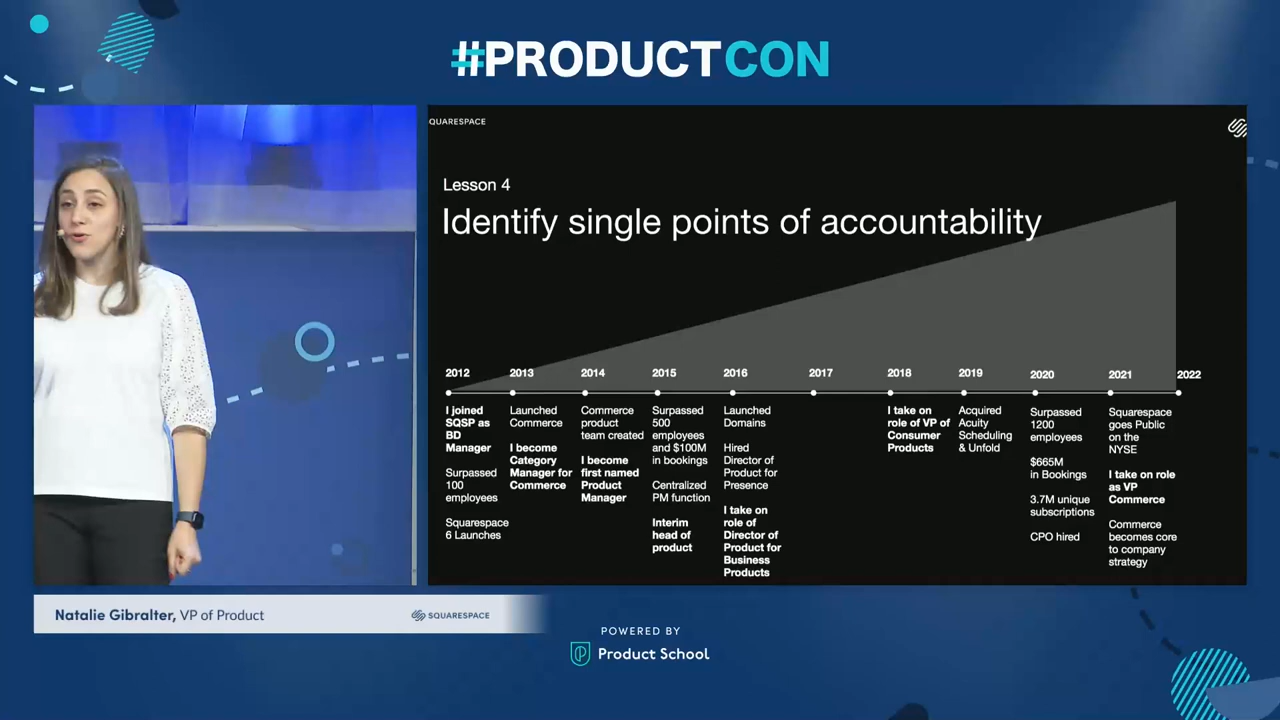 #PRODUCTCON
QUARESPACE
Lesson 4
Identify single points of accountability
2012
I joined
SQSP as
BD
Manager
Surpassed
100
employees
Squarespace
6 Launches
2013
Launched
Commerce
I become
Category
Manager for
Commerce
2014
Commerce
product
team created
I become
first named
Product
Manager
2015
Surpassed
500
employees
and $100M
in bookings
Centralized
PM function
Interim
head of
product
2016
Launched
Domains
Hired
Director of
Product for
Presence
I take on
role of
Director of
Product for
Business
Products
2017
2018
I take on
role of VP of
Consumer
Products
2019
Acquired
Acuity
Scheduling
& Unfold
2020
Surpassed
1200
employees
$665M
in Bookings
3.7M unique
subscriptions
CPO hired
2021
Squarespace
goes Public
on the
NYSE
I take on role
as VP
Commerce
Commerce
becomes core
to company
strategy
2022
Natalie Gibralter, VP of Product
SQUARESPACE
POWERED BY
Product School